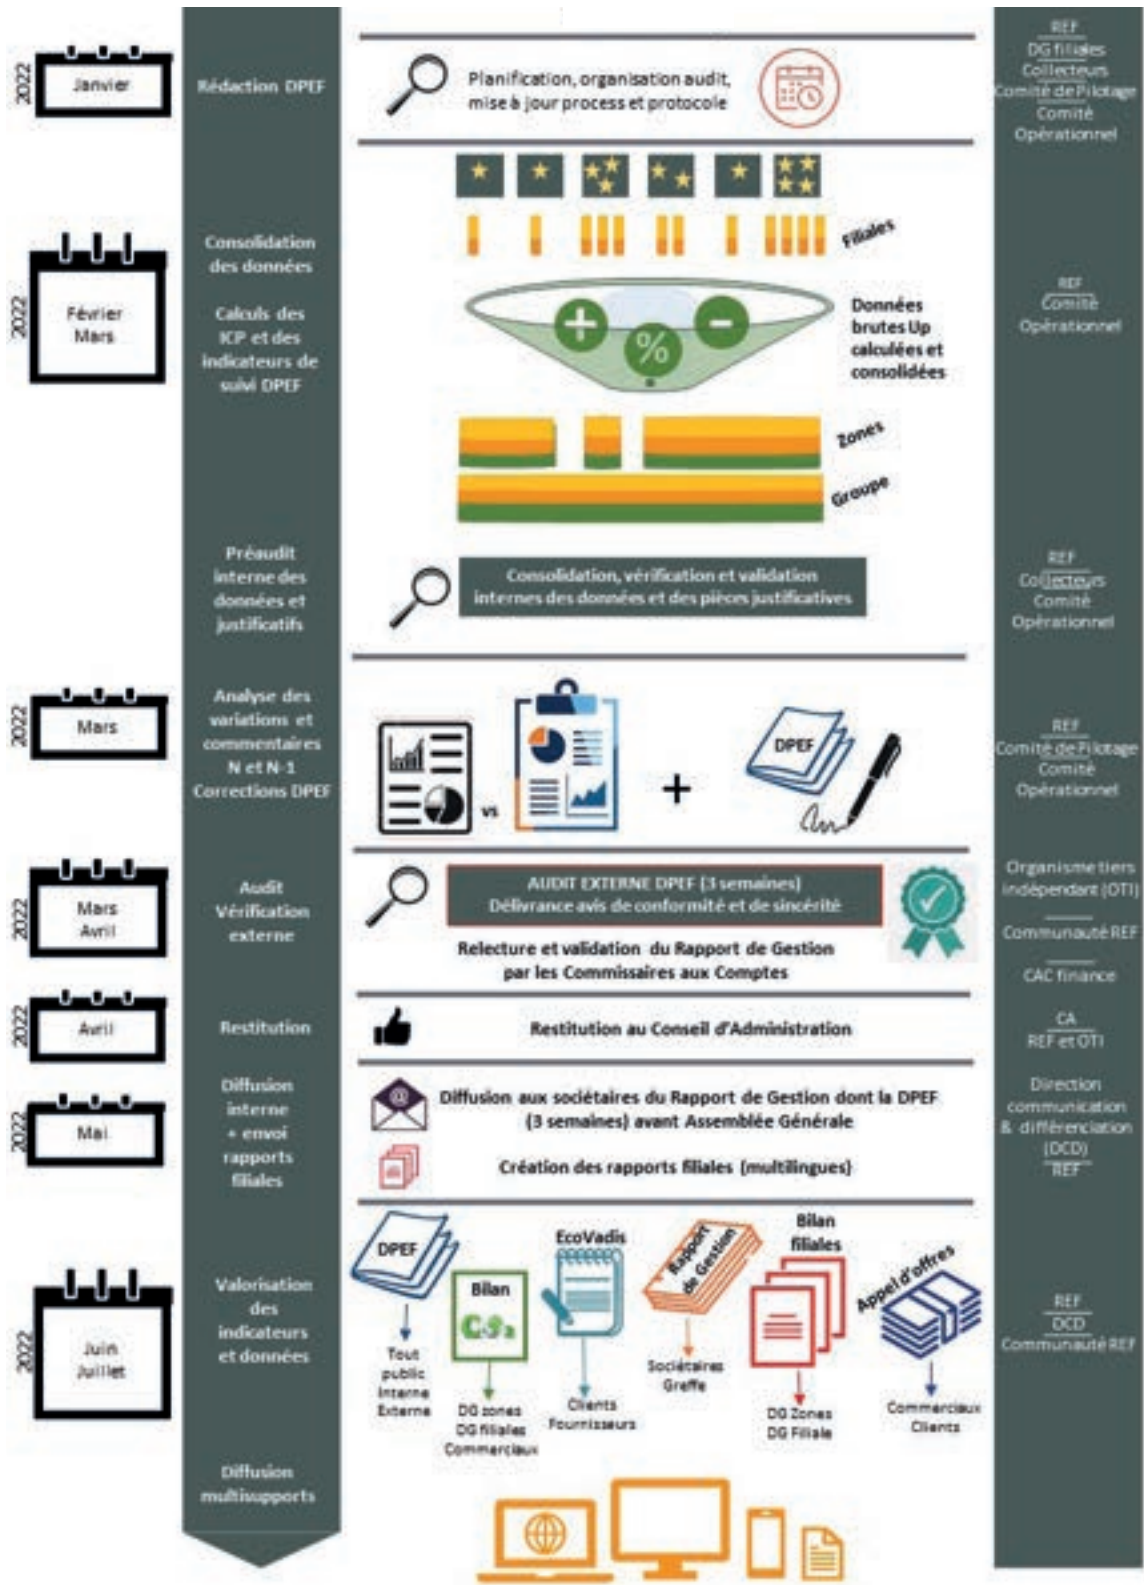 2022
Janvier
Rédaction DPEF
Planification, organisation audit,
mise à jour process et protocole
REF
DG filiales
Collecteurs
Comité de Pilotage
Comité
Opérationnel
2022
Février
Mars
Consolidation
des données
Calculs des
ICP et des
indicateurs de
suivi DPEF
Filiales
+
%
-
Données
brutes Up
calculées et
consolidées
Zones
Groupe
REF
Comité
Opérationnel
Préaudit
interne des
données et
justificatifs
Consolidation, vérification et validation
internes des données et des pièces justificatives
REF
Collecteurs
Comité
Opérationnel
2022
Mars
Analyse des
variations et
commentaires
N et N-1
Corrections DPEF
vs
+
DPEF
REF
Comité de Pilotage
Comité
Opérationnel
2022
Mars
Avril
Audit
Vérification
externe
AUDIT EXTERNE DPEF (3 semaines)
Délivrance avis de conformité et de sincérité
Relecture et validation du Rapport de Gestion
par les Commissaires aux Comptes
Organisme tiers
indépendant (OTI)
Communauté REF
CAC finance
2022
Avril
Restitution
Restitution au Conseil d'Administration
CA
REF et OTI
2022
Mai
Diffusion
interne
+ envoi
rapports
filiales
@
Diffusion aux sociétaires du Rapport de Gestion dont la DPEF
(3 semaines) avant Assemblée Générale
Création des rapports filiales (multilingues)
Direction
communication
& différenciation
(DCD)
REF
2022
Juin
Juillet
Valorisation
des
indicateurs
et données
DPEF
Tout
public
Interne
Externe
Bilan
DG zones
DG filiales
Commerciaux
EcoVadis
Clients
Fournisseurs
Rapport
de Gestion
Sociétaires
Greffe
Bilan
filiales
DG Zones
DG Filiale
Appel d'offres
Commerciaux
Clients
REF
DCD
Communauté REF
Diffusion
multisupports